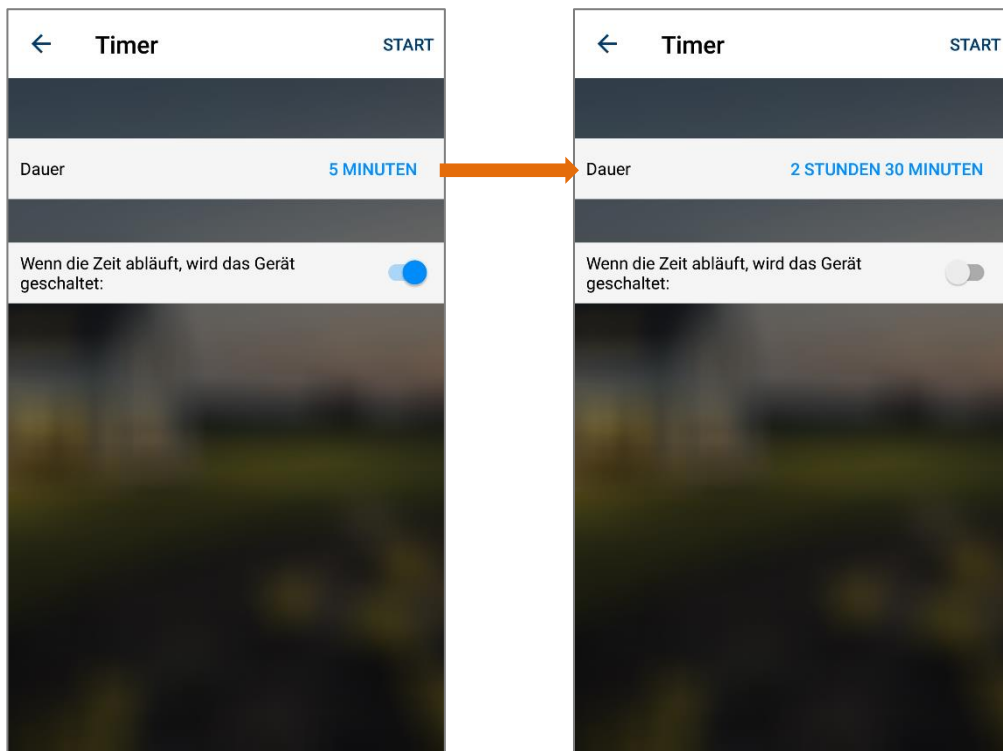 Timer START
Dauer 5 MINUTEN
Wenn die Zeit abläuft, wird das Gerät
geschaltet:
Timer START
Dauer 2 STUNDEN 30 MINUTEN
Wenn die Zeit abläuft, wird das Gerät
geschaltet: